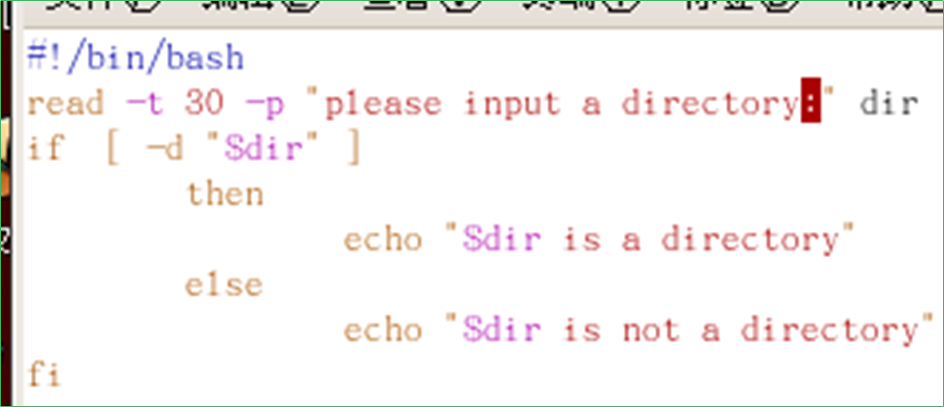 #!/bin/bash
read -t 30 -p "please input a directory:" dir
if [ -d "$dir" ]
then
echo "$dir is a directory"
else
echo "$dir is not a directory"
fi